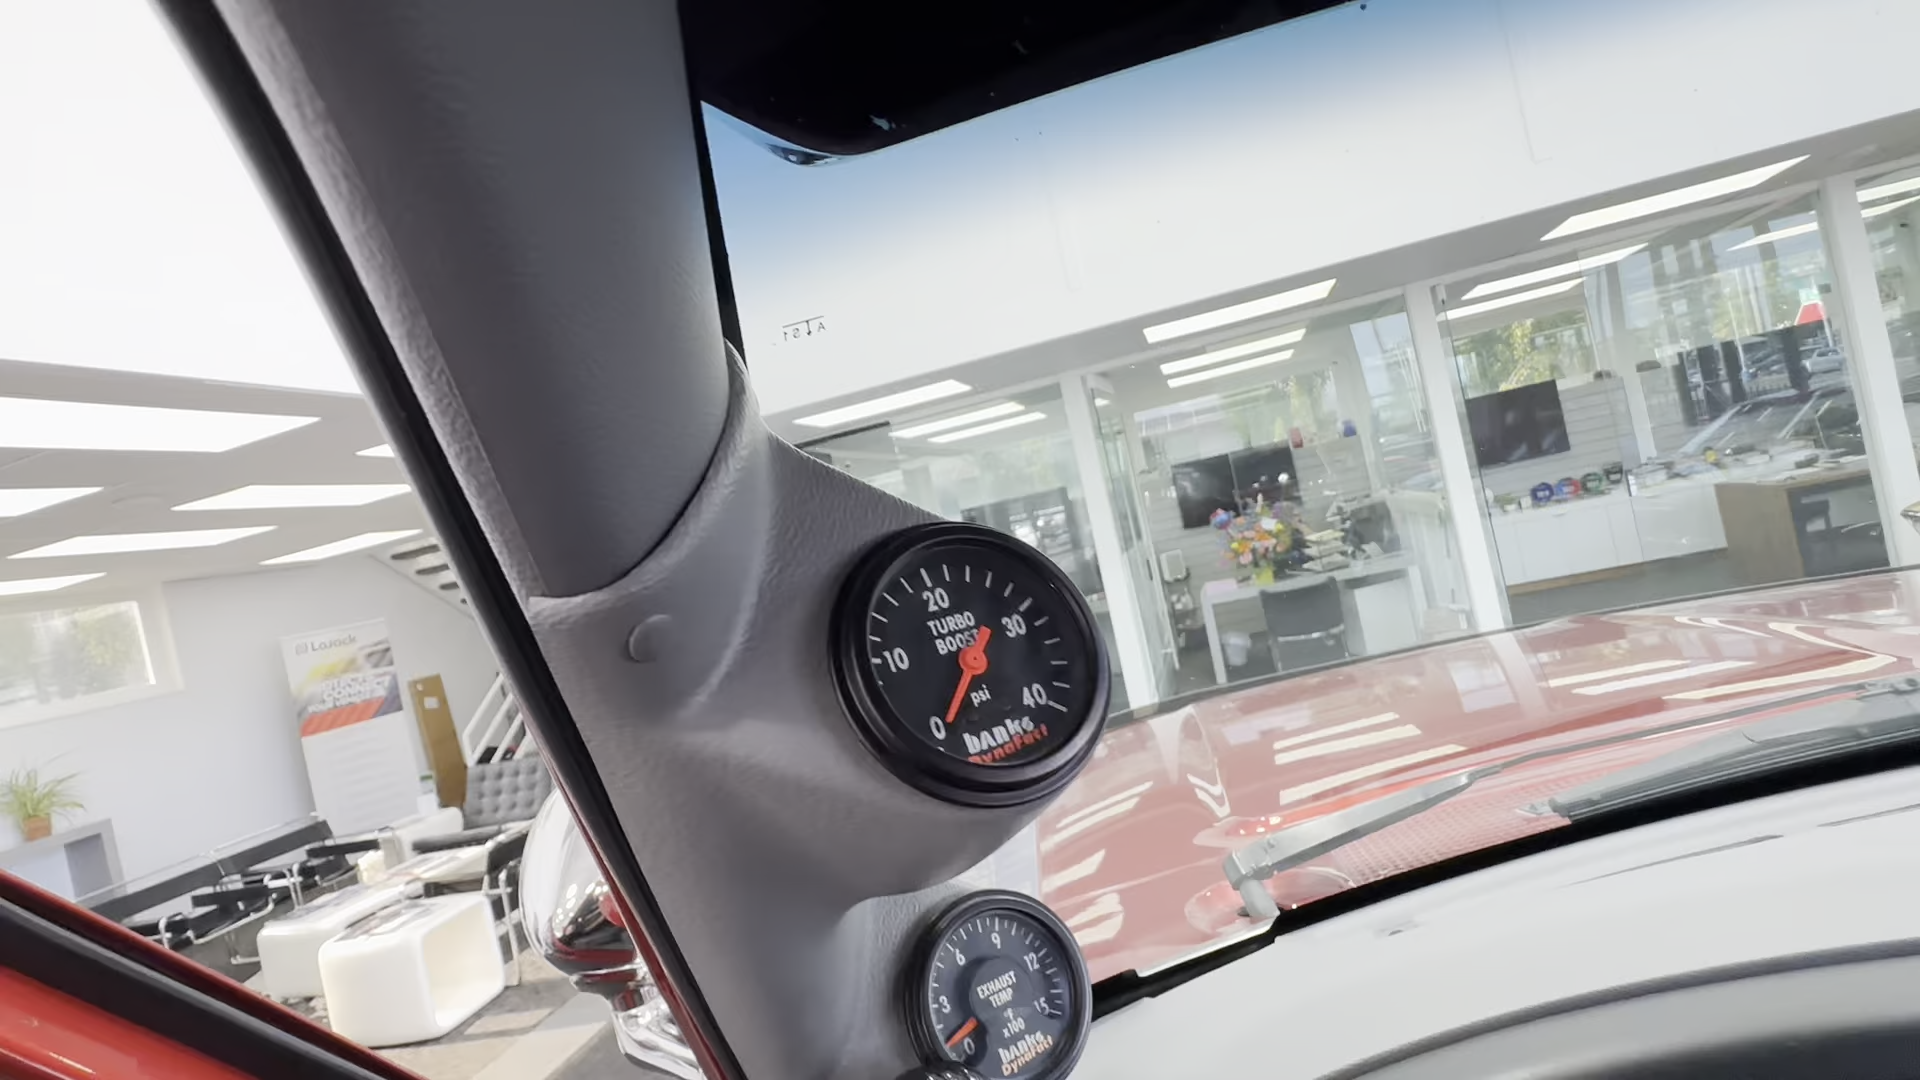 LoJack
20
TURBO
BOOST
30
10
psi
40
0
banks
DynaFact
9
6
12
EXHAUST
TEMP
3
15
°F
x100
0
banks
DynaFact